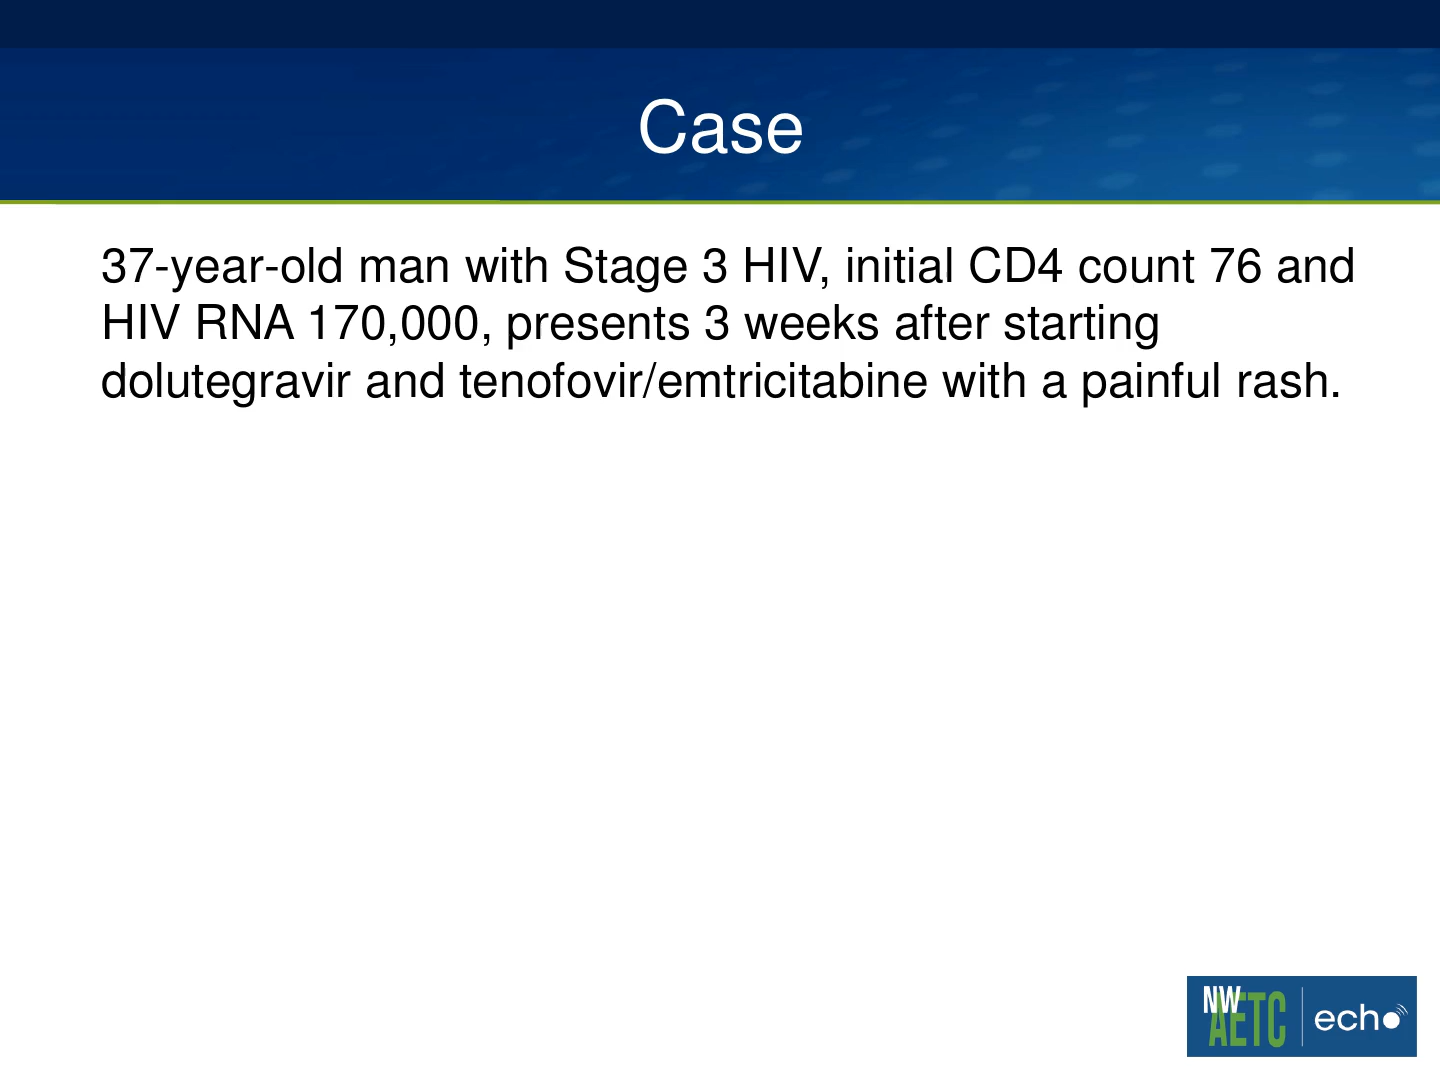 Case
37-year-old man with Stage 3 HIV, initial CD4 count 76 and
HIV RNA 170,000, presents 3 weeks after starting
dolutegravir and tenofovir/emtricitabine with a painful rash.
NW
AETC
echo